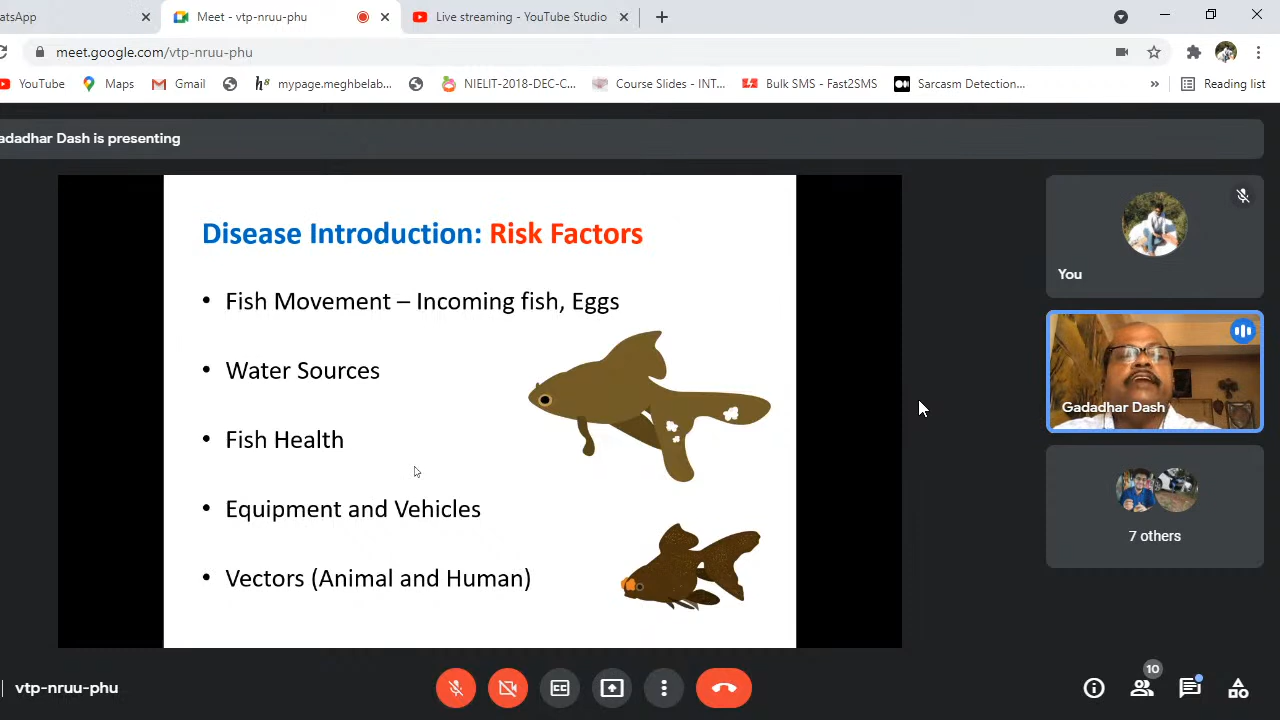 atsApp
Meet - vtp-nruu-phu
Live streaming - YouTube Studio
meet.google.com/vtp-nruu-phu
YouTube
Maps
Gmail
mypage.meghbelab...
NIELIT-2018-DEC-C...
Course Slides - INT...
Bulk SMS - Fast2SMS
Sarcasm Detection...
»
Reading list
adadhar Dash is presenting
Disease Introduction: Risk Factors
• Fish Movement – Incoming fish, Eggs
• Water Sources
• Fish Health
• Equipment and Vehicles
• Vectors (Animal and Human)
You
Gadadhar Dash
7 others
vtp-nruu-phu
10